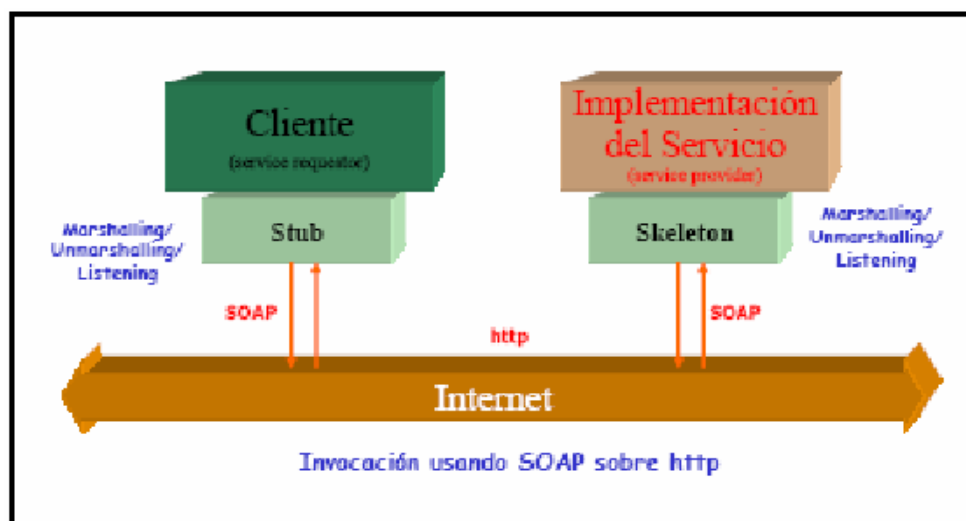 Cliente
(service requestor)
Implementación
del Servicio
(service provider)
Marshalling/
Unmarshalling/
Listening
Stub
Skeleton
Marshalling/
Unmarshalling/
Listening
SOAP
http
SOAP
Internet
Invocación usando SOAP sobre http